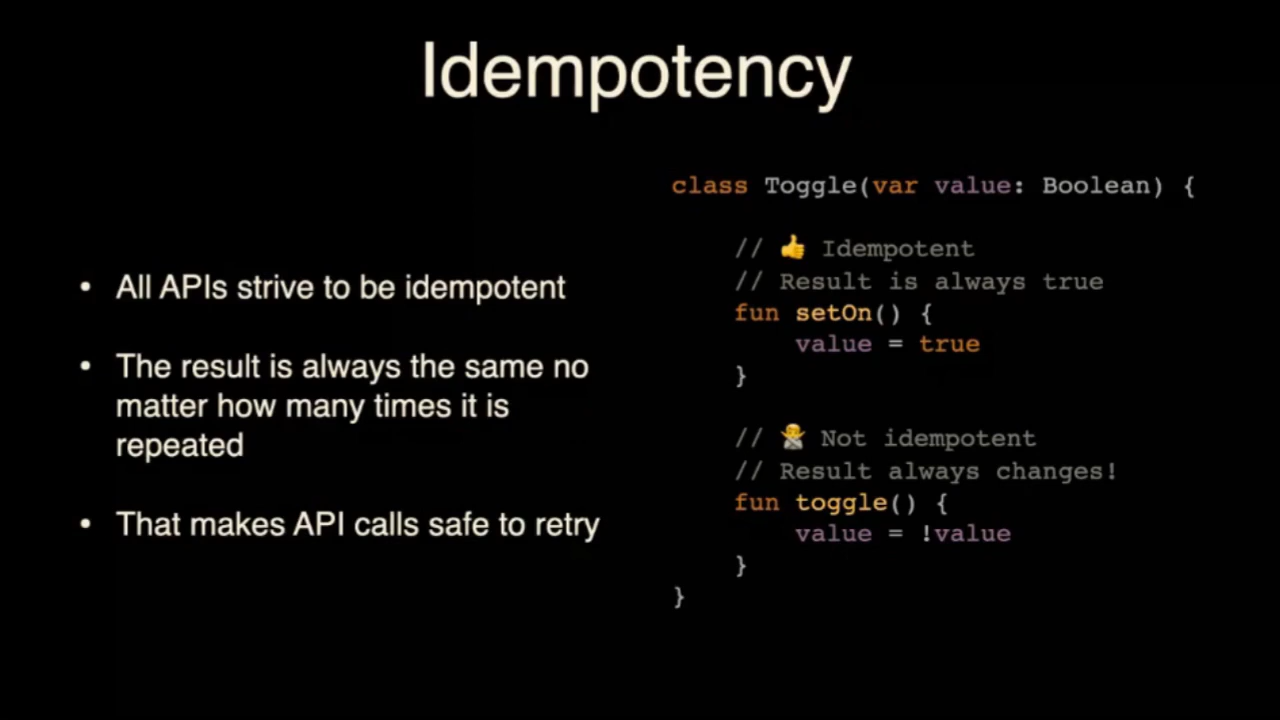 Idempotency
• All APIs strive to be idempotent
• The result is always the same no
matter how many times it is
repeated
• That makes API calls safe to retry
class Toggle(var value: Boolean) {
// 👍 Idempotent
// Result is always true
fun setOn() {
value = true
}
// 🙅 Not idempotent
// Result always changes!
fun toggle() {
value = !value
}
}